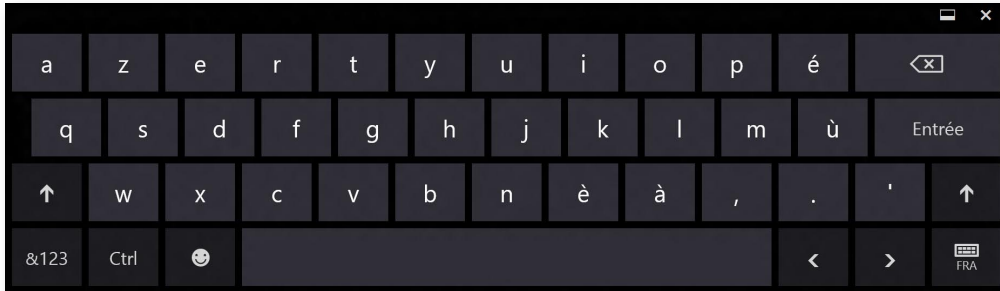 a z e r t y u i o p é
q s d f g h j k l m ù Entrée
w x c v b n è à , . '
&123 Ctrl FRA